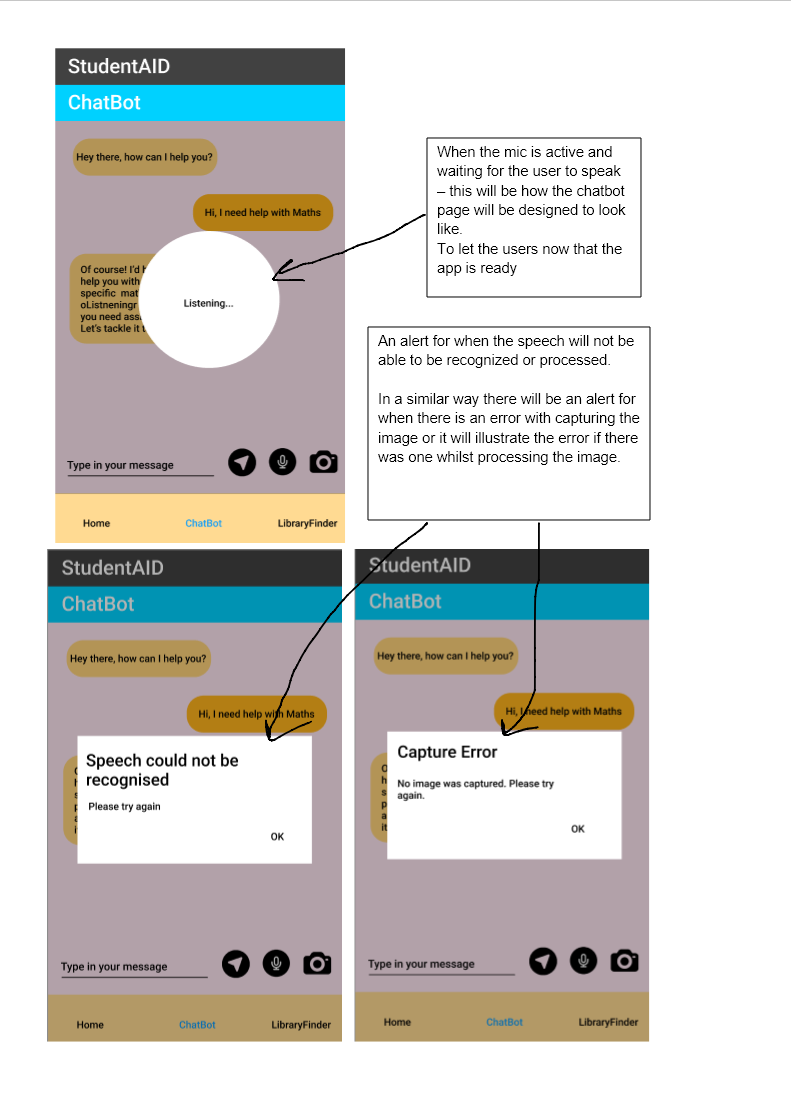 StudentAID
ChatBot
Hey there, how can I help you?
Hi, I need help with Maths
Of course! I'd h
help you with
specific mat
oListneningr
you need ass
Let's tackle it t
Listening...
Type in your message
Home ChatBot LibraryFinder
When the mic is active and
waiting for the user to speak
– this will be how the chatbot
page will be designed to look
like.
To let the users now that the
app is ready
An alert for when the speech will not be
able to be recognized or processed.
In a similar way there will be an alert for
when there is an error with capturing the
image or it will illustrate the error if there
was one whilst processing the image.
StudentAID
ChatBot
Hey there, how can I help you?
Hi, I need help with Maths
Speech could not be
recognised
Please try again
OK
Type in your message
Home ChatBot LibraryFinder
StudentAID
ChatBot
Hey there, how can I help you?
Hi, I need help with Maths
O
h
s
p
a
it
Capture Error
No image was captured. Please try
again.
OK
Type in your message
Home ChatBot LibraryFinder